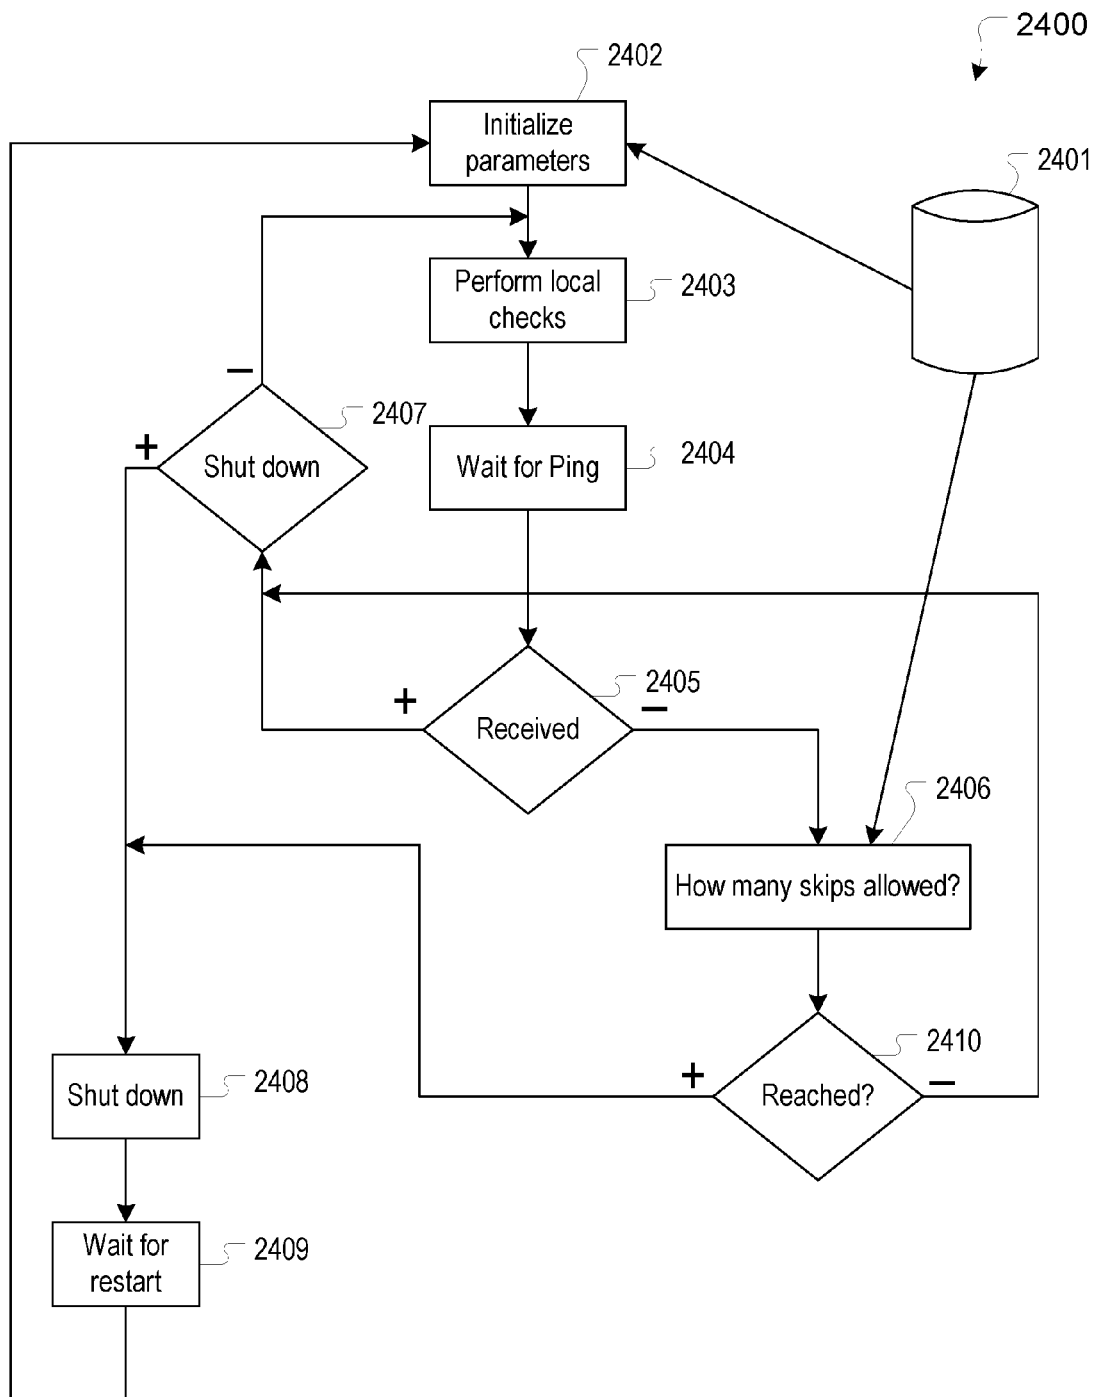 2400
2402
Initialize
parameters
2401
Perform local
checks
2403
−
2407
+
Shut down
Wait for Ping
2404
2405
+
−
Received
2406
How many skips allowed?
2410
+
−
Reached?
Shut down
2408
Wait for
restart
2409